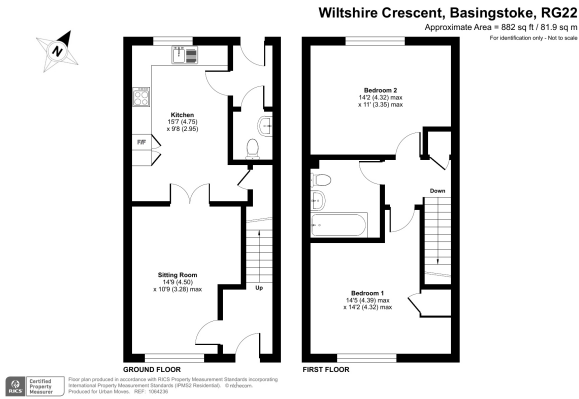 Wiltshire Crescent, Basingstoke, RG22
Approximate Area = 882 sq ft / 81.9 sq m
For identification only - Not to scale
N
Kitchen
15'7 (4.75)
x 9'8 (2.95)
F/F
Sitting Room
14'9 (4.50)
x 10'9 (3.28) max
Up
GROUND FLOOR
Bedroom 2
14'2 (4.32) max
x 11' (3.35) max
Down
Bedroom 1
14'5 (4.39) max
x 14'2 (4.32) max
FIRST FLOOR
RICS
Certified
Property
Measurer
Floor plan produced in accordance with RICS Property Measurement Standards incorporating
International Property Measurement Standards (IPMS2 Residential). © nichecom
Produced for Urban Moves. REF: 1064236